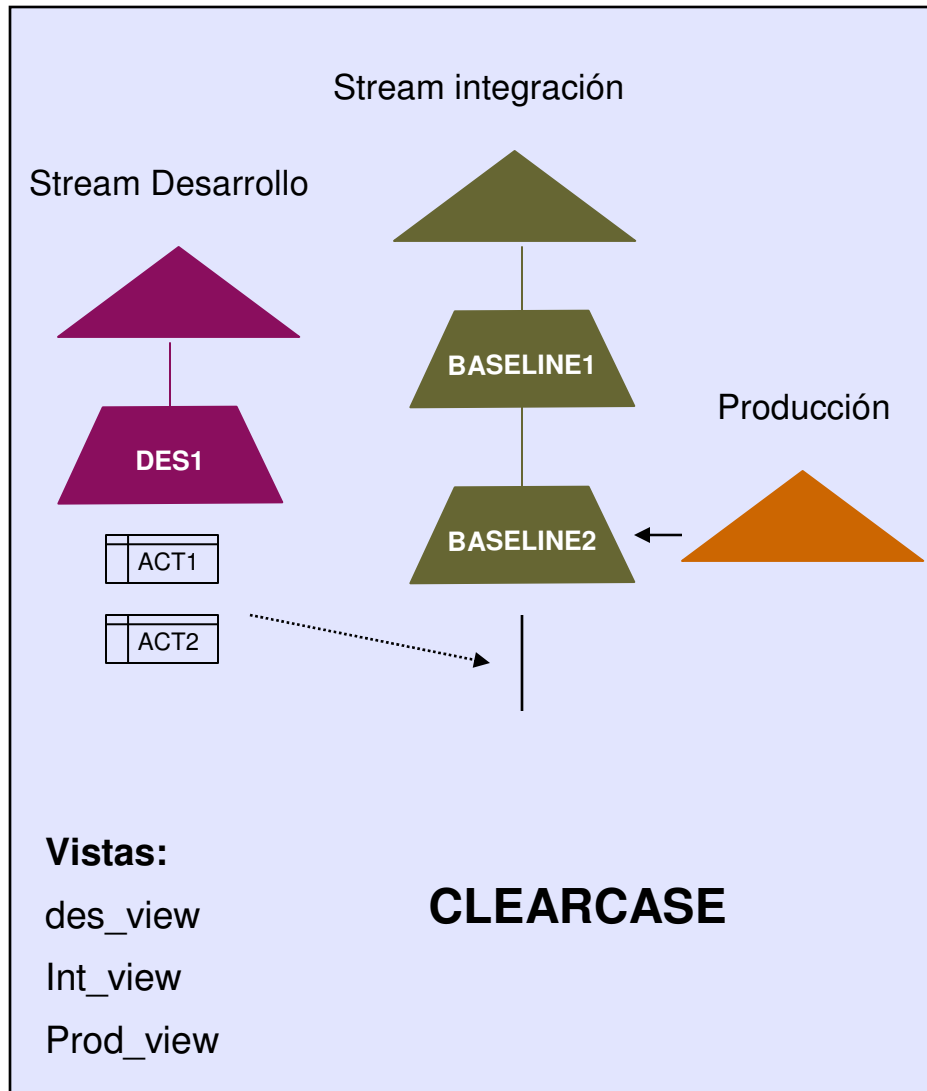 Stream integración
Stream Desarrollo
BASELINE1
Producción
DES1
BASELINE2
ACT1
ACT2
Vistas:
des_view
CLEARCASE
Int_view
Prod_view